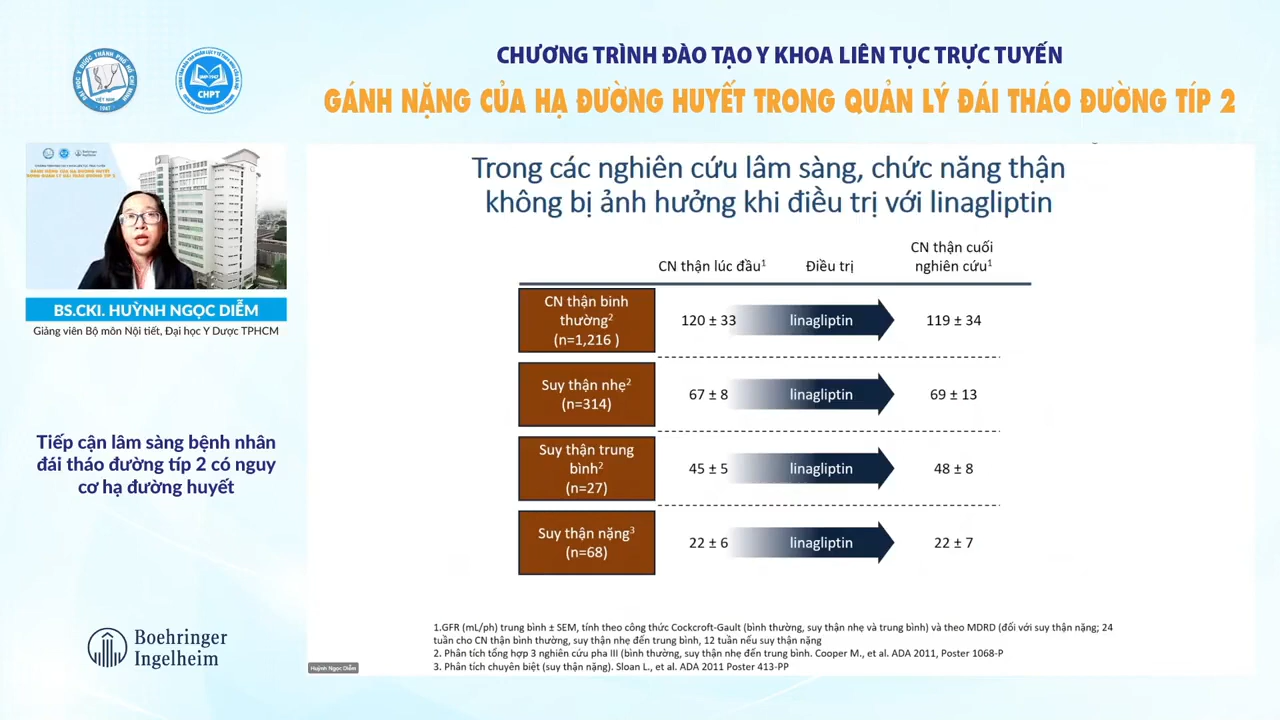 CHƯƠNG TRÌNH ĐÀO TẠO Y KHOA LIÊN TỤC TRỰC TUYẾN
GÁNH NẶNG CỦA HẠ ĐƯỜNG HUYẾT TRONG QUẢN LÝ ĐÁI THÁO ĐƯỜNG TÍP 2
CHPT
BS.CKI. HUỲNH NGỌC DIỄM
Giảng viên Bộ môn Nội tiết, Đại học Y Dược TPHCM
Tiếp cận lâm sàng bệnh nhân
đái tháo đường típ 2 có nguy
cơ hạ đường huyết
Boehringer
Ingelheim
Trong các nghiên cứu lâm sàng, chức năng thận
không bị ảnh hưởng khi điều trị với linagliptin
CN thận lúc đầu¹ Điều trị CN thận cuối
nghiên cứu¹
CN thận binh
thường²
(n=1,216 )
120 ± 33 linagliptin 119 ± 34
Suy thận nhẹ²
(n=314)
67 ± 8 linagliptin 69 ± 13
Suy thận trung
bình²
(n=27)
45 ± 5 linagliptin 48 ± 8
Suy thận nặng³
(n=68)
22 ± 6 linagliptin 22 ± 7
1.GFR (mL/ph) trung bình ± SEM, tính theo công thức Cockcroft-Gault (bình thường, suy thận nhẹ và trung bình) và theo MDRD (đối với suy thận nặng; 24
tuần cho CN thận bình thường, suy thận nhẹ đến trung bình, 12 tuần nếu suy thận nặng
2. Phân tích tổng hợp 3 nghiên cứu pha III (bình thường, suy thận nhẹ đến trung bình. Cooper M., et al. ADA 2011, Poster 1068-P
3. Phân tích chuyên biệt (suy thận nặng). Sloan L., et al. ADA 2011 Poster 413-PP
Huỳnh Ngọc Diễm